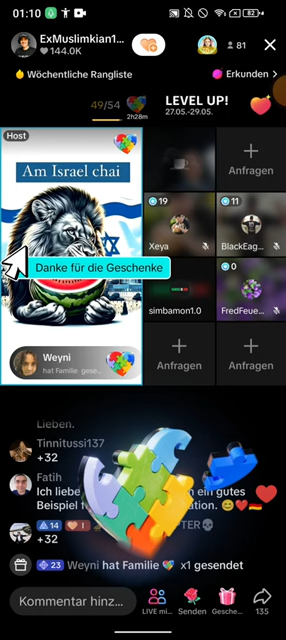 01:10
82
ExMuslimkian1...
144.0K
81
Wöchentliche Rangliste
Erkunden
49/54
2h28m
LEVEL UP!
27.05.-29.05.
Host
Am Israel chai
Danke für die Geschenke
Weyni
hat Familie gese...
Anfragen
19
Xeya
11
BlackEag...
simbamon1.0
0
FredFeue...
Anfragen
Anfragen
Lieben.
Tinnitussi137
+32
Fatih
Ich liebe ein gutes
Beispiel
14
+32
23 Weyni hat Familie x1 gesendet
Kommentar hinz...
LIVE mi...
Senden
Gesche...
135